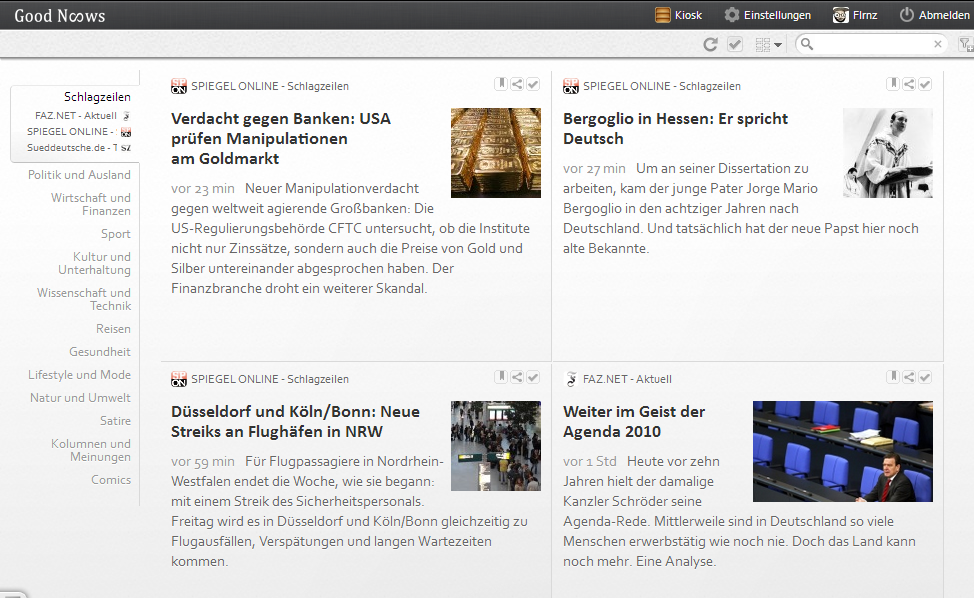 Good Noows
Kiosk
Einstellungen
Flrnz
Abmelden
Schlagzeilen
FAZ.NET - Aktuell
SPIEGEL ONLINE -
Sueddeutsche.de - T
Politik und Ausland
Wirtschaft und
Finanzen
Sport
Kultur und
Unterhaltung
Wissenschaft und
Technik
Reisen
Gesundheit
Lifestyle und Mode
Natur und Umwelt
Satire
Kolumnen und
Meinungen
Comics
SPIEGEL ONLINE - Schlagzeilen
Verdacht gegen Banken: USA
prüfen Manipulationen
am Goldmarkt
vor 23 min Neuer Manipulationverdacht
gegen weltweit agierende Großbanken: Die
US-Regulierungsbehörde CFTC untersucht, ob die Institute
nicht nur Zinssätze, sondern auch die Preise von Gold und
Silber untereinander abgesprochen haben. Der
Finanzbranche droht ein weiterer Skandal.
SPIEGEL ONLINE - Schlagzeilen
Bergoglio in Hessen: Er spricht
Deutsch
vor 27 min Um an seiner Dissertation zu
arbeiten, kam der junge Pater Jorge Mario
Bergoglio in den achtziger Jahren nach
Deutschland. Und tatsächlich hat der neue Papst hier noch
alte Bekannte.
SPIEGEL ONLINE - Schlagzeilen
Düsseldorf und Köln/Bonn: Neue
Streiks an Flughäfen in NRW
vor 59 min Für Flugpassagiere in Nordrhein-
Westfalen endet die Woche, wie sie begann:
mit einem Streik des Sicherheitspersonals.
Freitag wird es in Düsseldorf und Köln/Bonn gleichzeitig zu
Flugausfällen, Verspätungen und langen Wartezeiten
kommen.
FAZ.NET - Aktuell
Weiter im Geist der
Agenda 2010
vor 1 Std Heute vor zehn
Jahren hielt der damalige
Kanzler Schröder seine
Agenda-Rede. Mittlerweile sind in Deutschland so viele
Menschen erwerbstätig wie noch nie. Doch das Land kann
noch mehr. Eine Analyse.